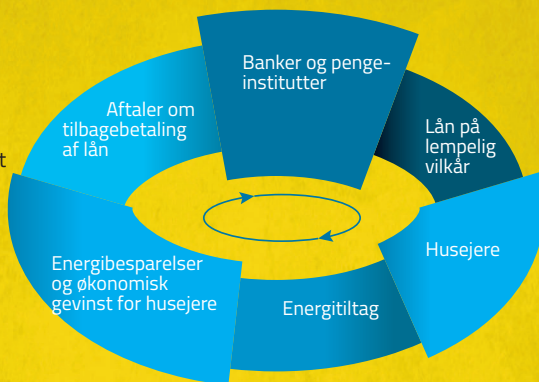 Banker og penge-
institutter
Lån på
lempelig
vilkår
Husejere
Energitiltag
Energibesparelser
og økonomisk
gevinst for husejere
Aftaler om
tilbagebetaling
af lån
t